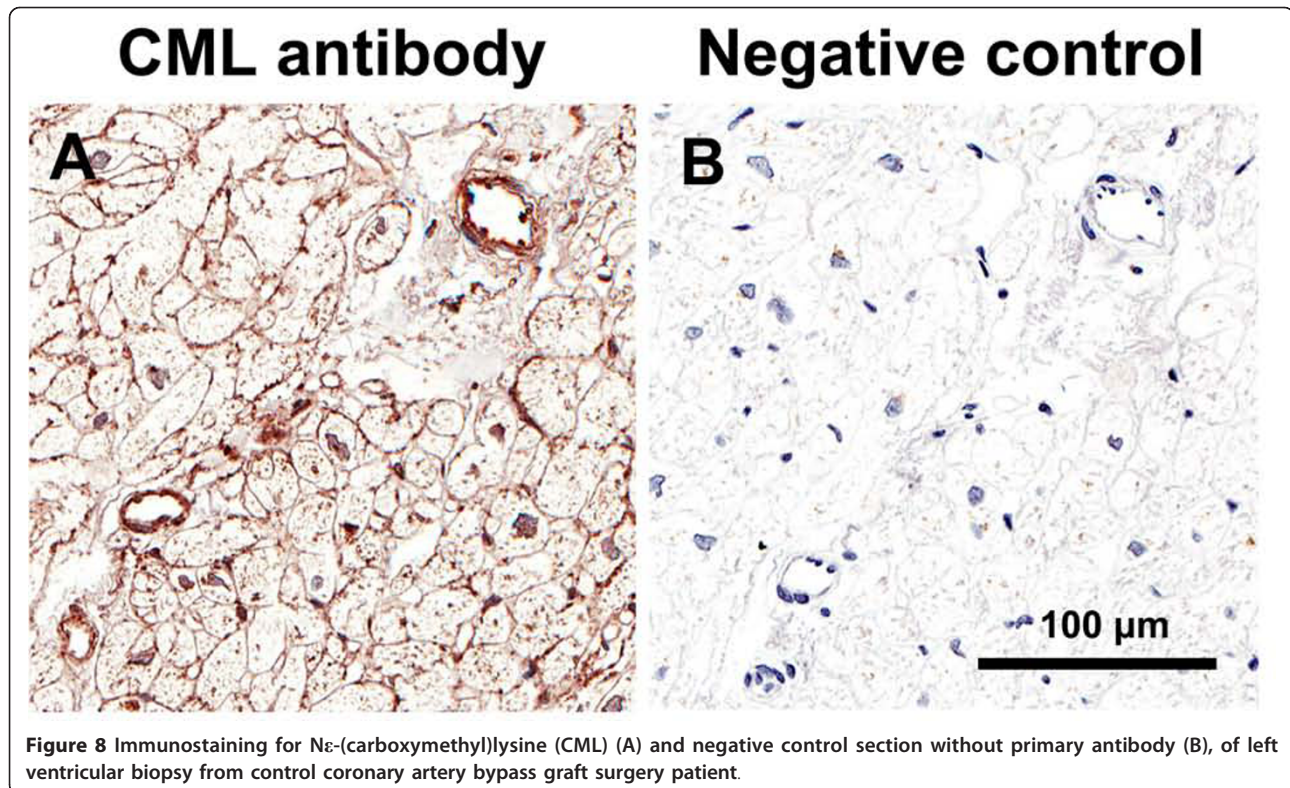 CML antibody
Negative control
A
B
100 µm
Figure 8 Immunostaining for Nε-(carboxymethyl)lysine (CML) (A) and negative control section without primary antibody (B), of left
ventricular biopsy from control coronary artery bypass graft surgery patient.